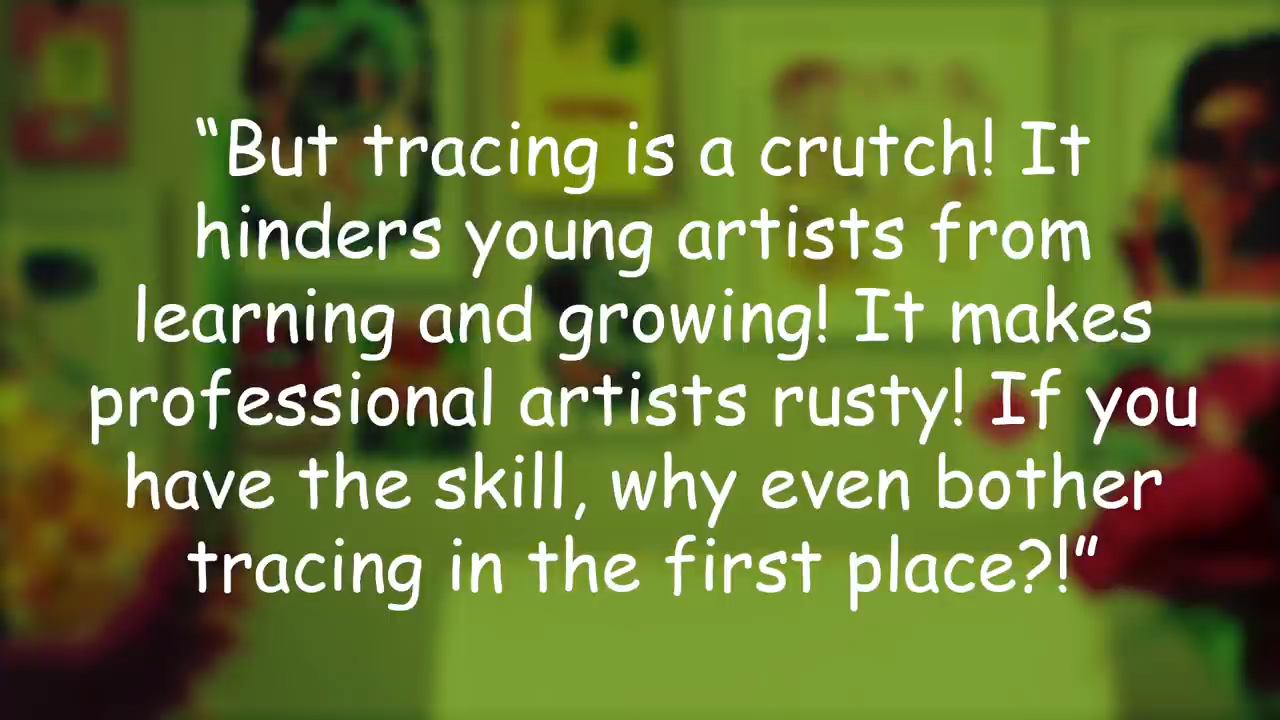 “But tracing is a crutch! It
hinders young artists from
learning and growing! It makes
professional artists rusty! If you
have the skill, why even bother
tracing in the first place?!”